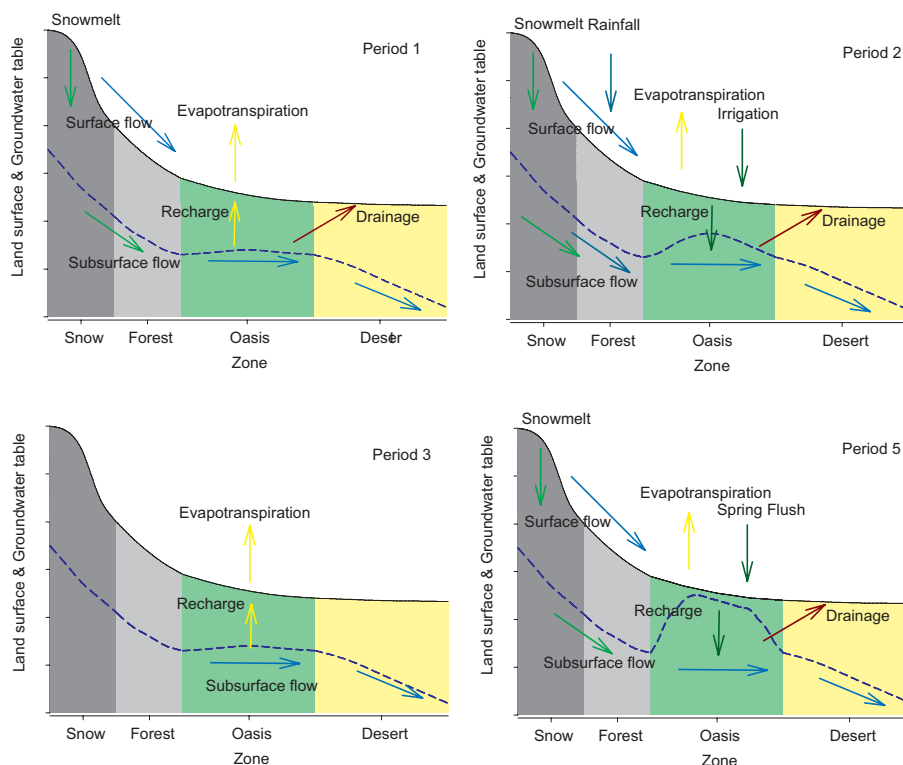 Snowmelt
Period 1
Land surface & Groundwater table
Evapotranspiration
Surface flow
Recharge
Drainage
Subsurface flow
Snow Forest Oasis Desert
Zone
Snowmelt Rainfall
Period 2
Land surface & Groundwater table
Evapotranspiration
Irrigation
Surface flow
Recharge
Drainage
Subsurface flow
Snow Forest Oasis Desert
Zone
Period 3
Land surface & Groundwater table
Evapotranspiration
Recharge
Subsurface flow
Snow Forest Oasis Desert
Zone
Snowmelt
Period 5
Land surface & Groundwater table
Evapotranspiration
Spring Flush
Surface flow
Recharge
Drainage
Subsurface flow
Snow Forest Oasis Desert
Zone